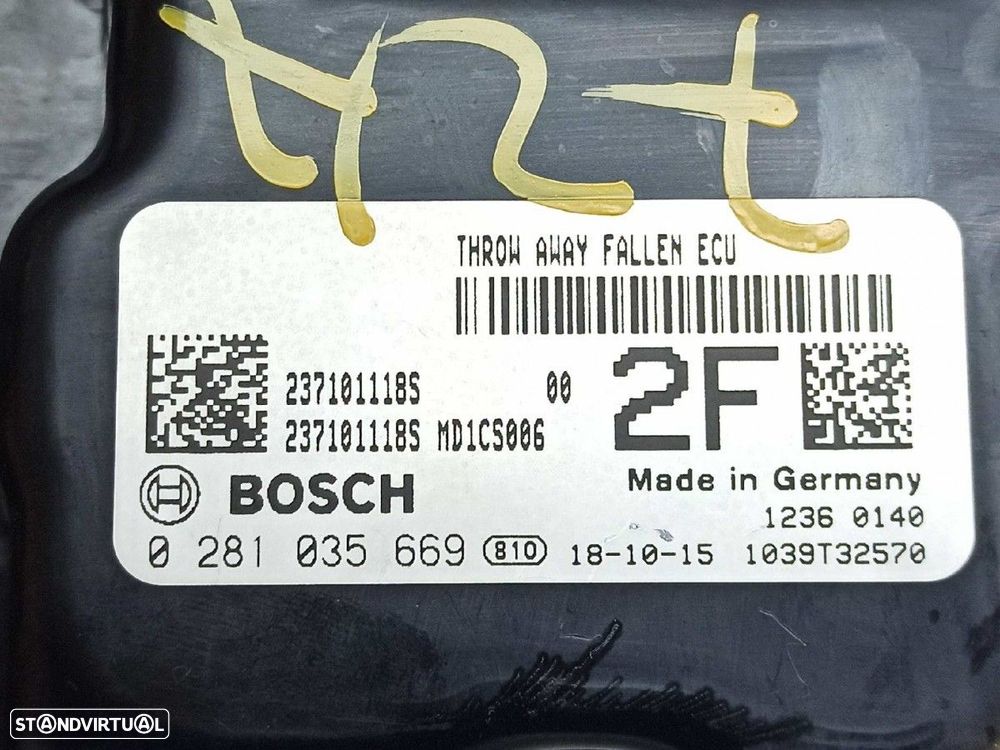 THROW AWAY FALLEN ECU
237101118S 00
237101118S MD1CS006
2F
BOSCH
Made in Germany
1236 0140
0 281 035 669 810 18-10-15 1039T32570
STANDVIRTUAL